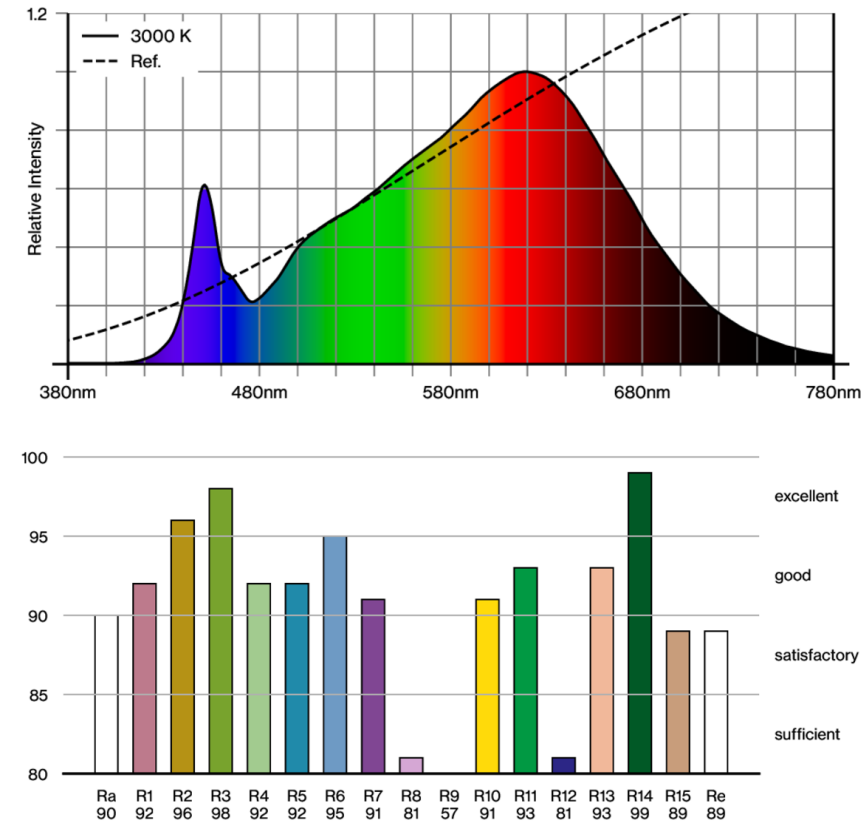 1.2
3000 K
Ref.
Relative Intensity
380nm 480nm 580nm 680nm 780nm
100
excellent
95
good
90
satisfactory
85
sufficient
80
Ra R1 R2 R3 R4 R5 R6 R7 R8 R9 R10 R11 R12 R13 R14 R15 Re
90 92 96 98 92 92 95 91 81 57 91 93 81 93 99 89 89